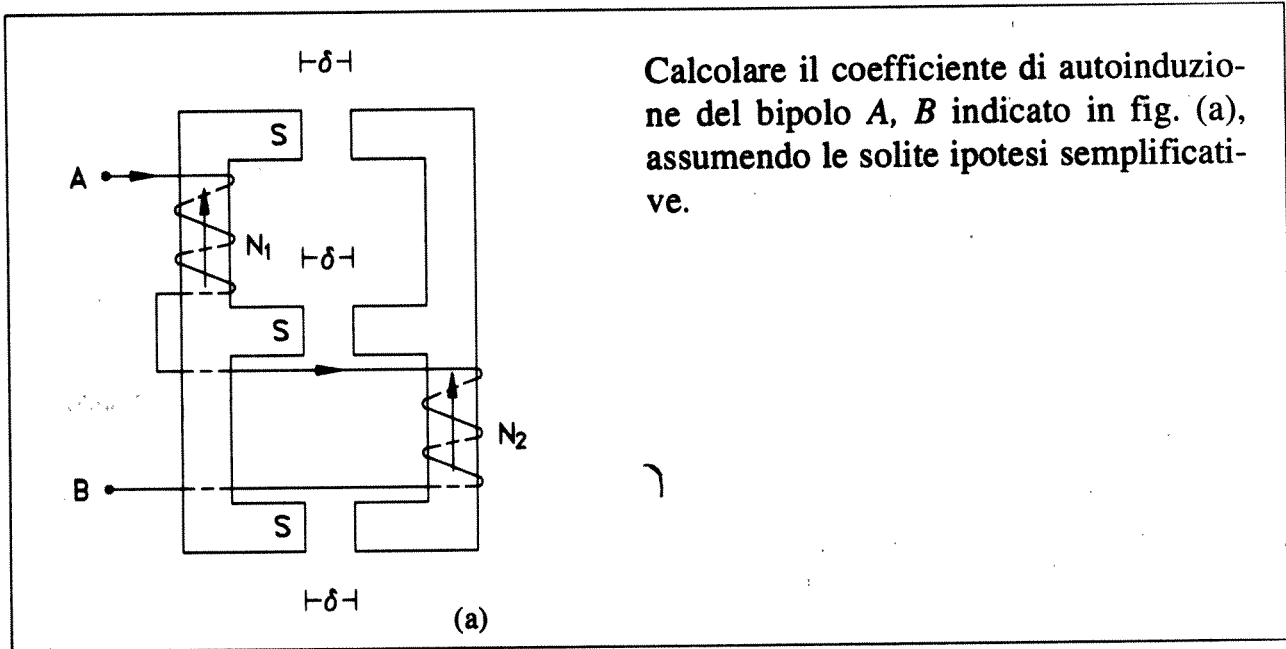 Calcolare il coefficiente di autoinduzio-
ne del bipolo A, B indicato in fig. (a),
assumendo le solite ipotesi semplificati-
ve.
δ
S
A
N₁
δ
S
N₂
B
S
δ
(a)